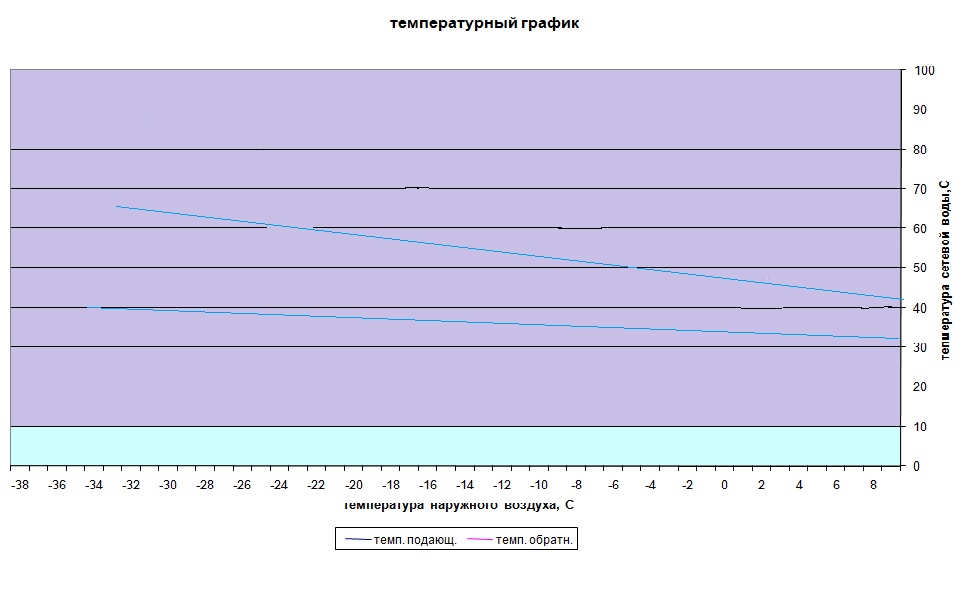 температурный график
100
90
80
70
60
50
40
30
20
10
0
температура сетевой воды,С
-38 -36 -34 -32 -30 -28 -26 -24 -22 -20 -18 -16 -14 -12 -10 -8 -6 -4 -2 0 2 4 6 8
температура наружного воздуха, С
темп. подающ. темп. обратн.